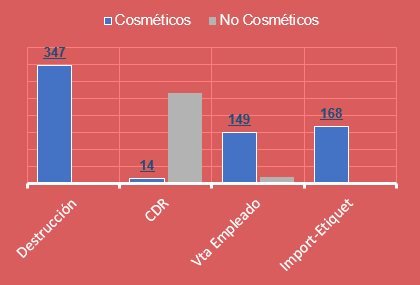 Cosméticos No Cosméticos
347
14
149
168
Destrucción
CDR
Vta Empleado
Import-Etiquet